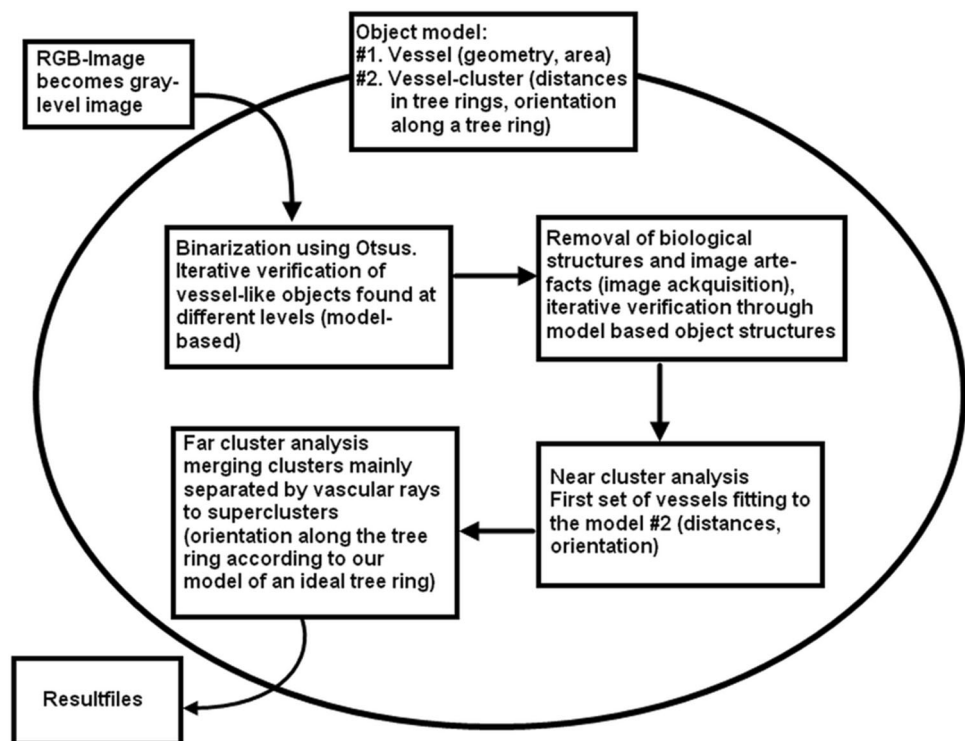 RGB-Image
becomes gray-
level image
Object model:
#1. Vessel (geometry, area)
#2. Vessel-cluster (distances
in tree rings, orientation
along a tree ring)
Binarization using Otsus.
Iterative verification of
vessel-like objects found at
different levels (model-
based)
Removal of biological
structures and image arte-
facts (image ackquisition),
iterative verification through
model based object structures
Near cluster analysis
First set of vessels fitting to
the model #2 (distances,
orientation)
Far cluster analysis
merging clusters mainly
separated by vascular rays
to superclusters
(orientation along the tree
ring according to our
model of an ideal tree ring)
Resultfiles